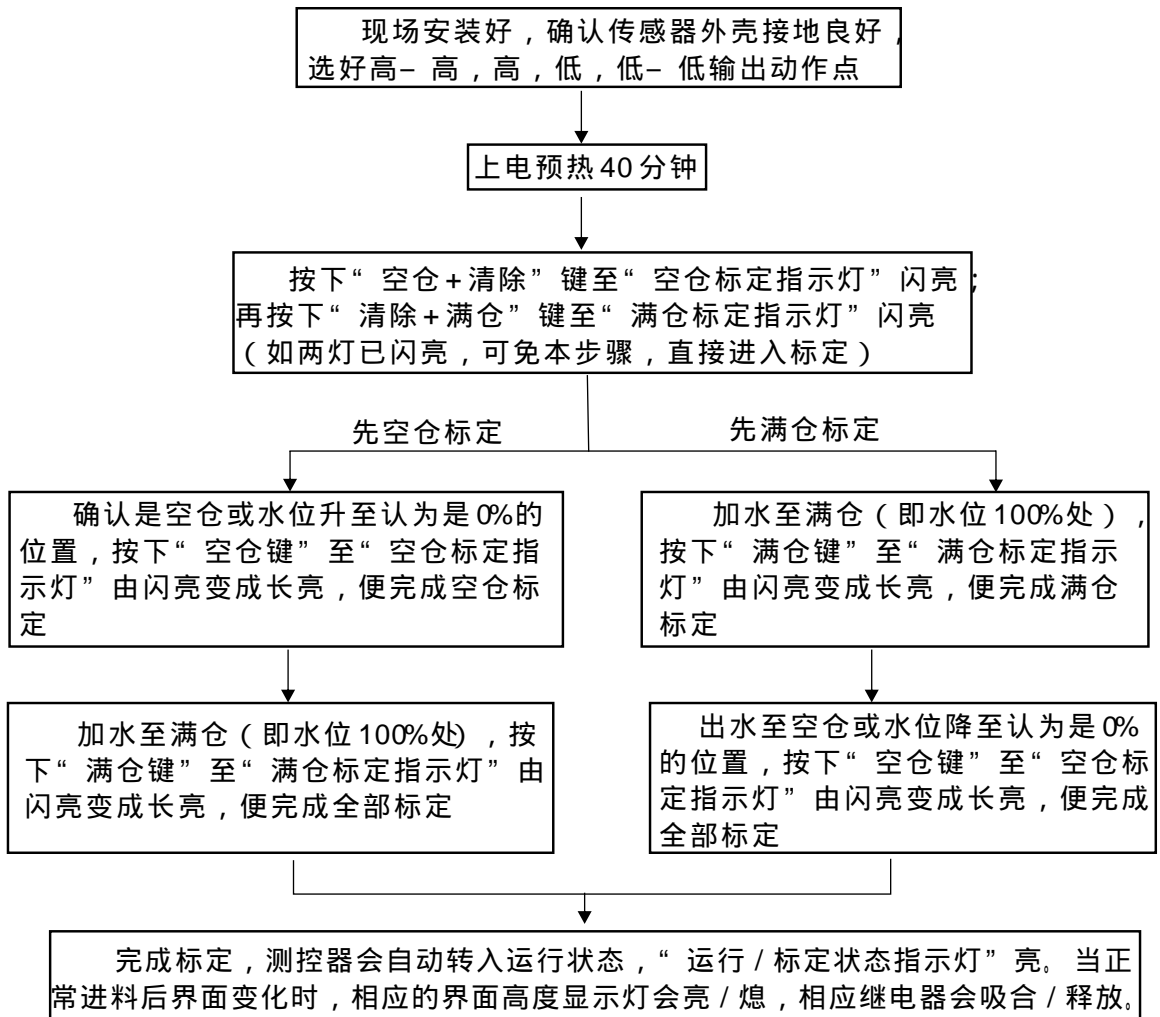 现场安装好，确认传感器外壳接地良好，
选好高–高，高，低，低–低输出动作点
上电预热40分钟
按下“空仓+清除”键至“空仓标定指示灯”闪亮；
再按下“清除+满仓”键至“满仓标定指示灯”闪亮
（如两灯已闪亮，可免本步骤，直接进入标定）
先空仓标定
先满仓标定
确认是空仓或水位升至认为是0%的
位置，按下“空仓键”至“空仓标定指
示灯”由闪亮变成长亮，便完成空仓标
定
加水至满仓（即水位100%处），
按下“满仓键”至“满仓标定指示
灯”由闪亮变成长亮，便完成满仓
标定
加水至满仓（即水位100%处），按
下“满仓键”至“满仓标定指示灯”由
闪亮变成长亮，便完成全部标定
出水至空仓或水位降至认为是0%
的位置，按下“空仓键”至“空仓标
定指示灯”由闪亮变成长亮，便完成
全部标定
完成标定，测控器会自动转入运行状态，“运行/标定状态指示灯”亮。当正
常进料后界面变化时，相应的界面高度显示灯会亮/熄，相应继电器会吸合/释放。